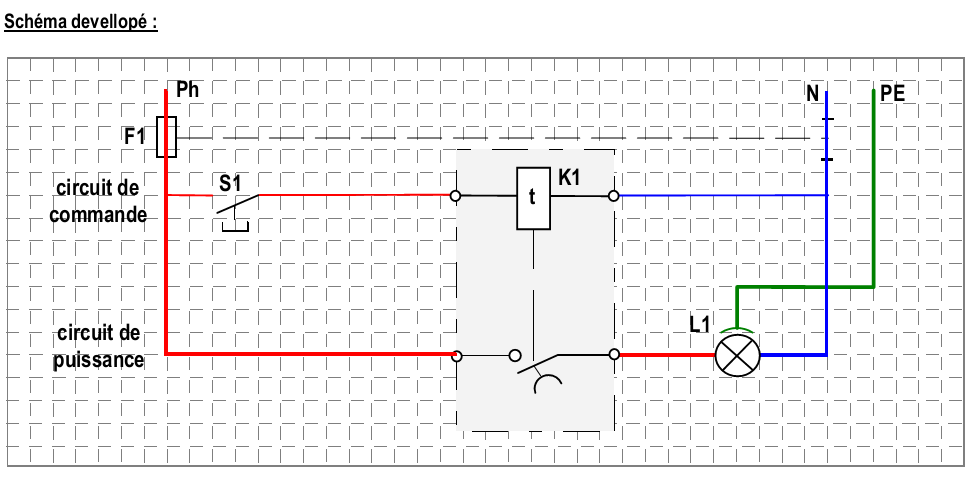 Schéma devellopé :
Ph
N
PE
F1
circuit de
commande
S1
K1
t
circuit de
puissance
L1